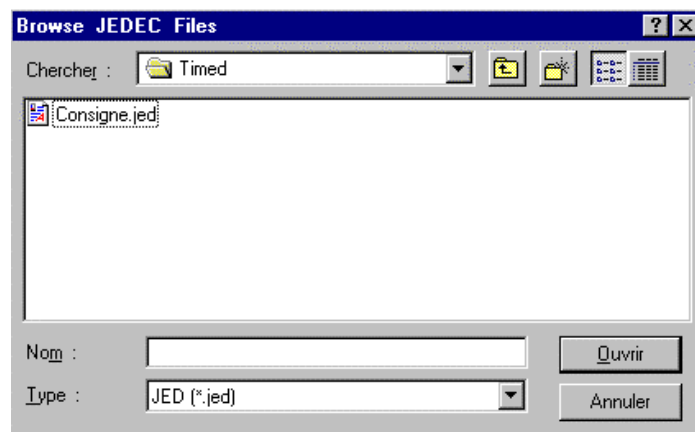 Browse JEDEC Files
Chercher : Timed
Consigne.jed
Nom : Ouvrir
Type : JED (*.jed) Annuler